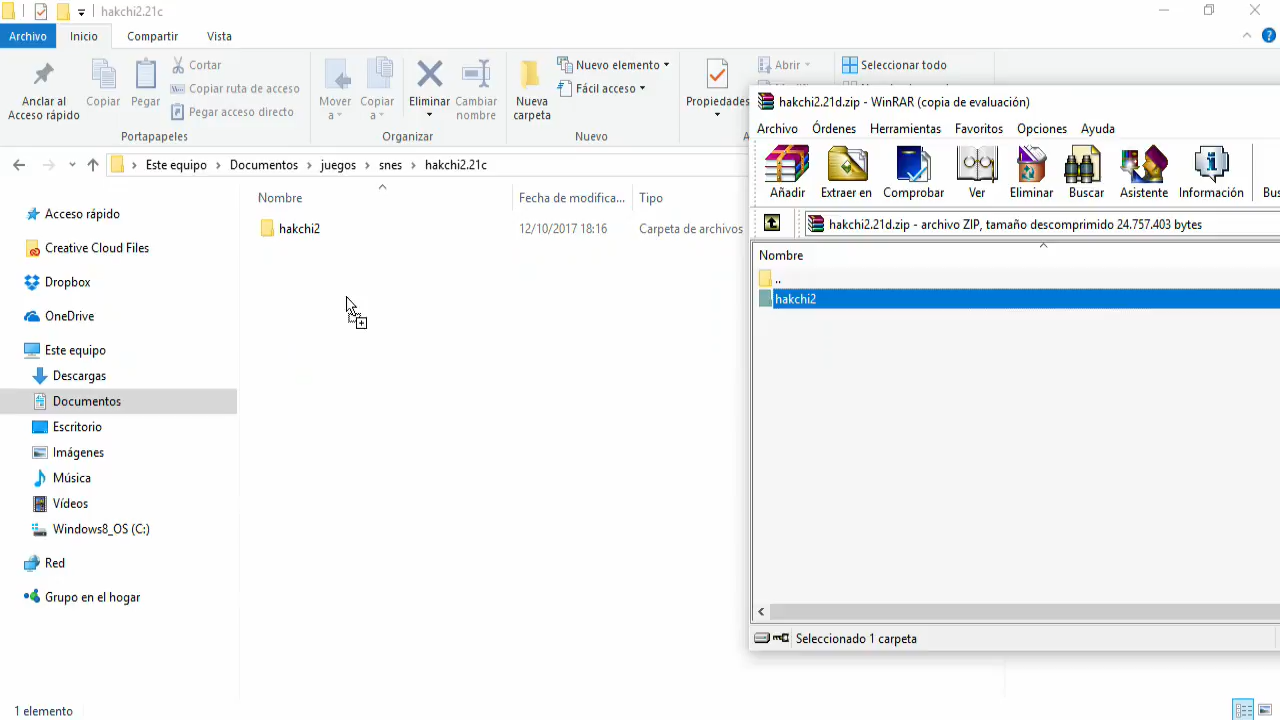 hakchi2.21c
Archivo Inicio Compartir Vista
Anclar al Acceso rápido
Copiar
Pegar
Cortar
Copiar ruta de acceso
Pegar acceso directo
Portapapeles
Mover a
Copiar a
Eliminar
Cambiar nombre
Organizar
Nueva carpeta
Nuevo elemento
Fácil acceso
Nuevo
Propiedades
Abrir
Seleccionar todo
Este equipo > Documentos > juegos > snes > hakchi2.21c
Nombre Fecha de modifica... Tipo
hakchi2 12/10/2017 18:16 Carpeta de archivos
Acceso rápido
Creative Cloud Files
Dropbox
OneDrive
Este equipo
Descargas
Documentos
Escritorio
Imágenes
Música
Vídeos
Windows8_OS (C:)
Red
Grupo en el hogar
1 elemento
hakchi2.21d.zip - WinRAR (copia de evaluación)
Archivo Órdenes Herramientas Favoritos Opciones Ayuda
Añadir Extraer en Comprobar Ver Eliminar Buscar Asistente Información
hakchi2.21d.zip - archivo ZIP, tamaño descomprimido 24.757.403 bytes
Nombre
..
hakchi2
Seleccionado 1 carpeta